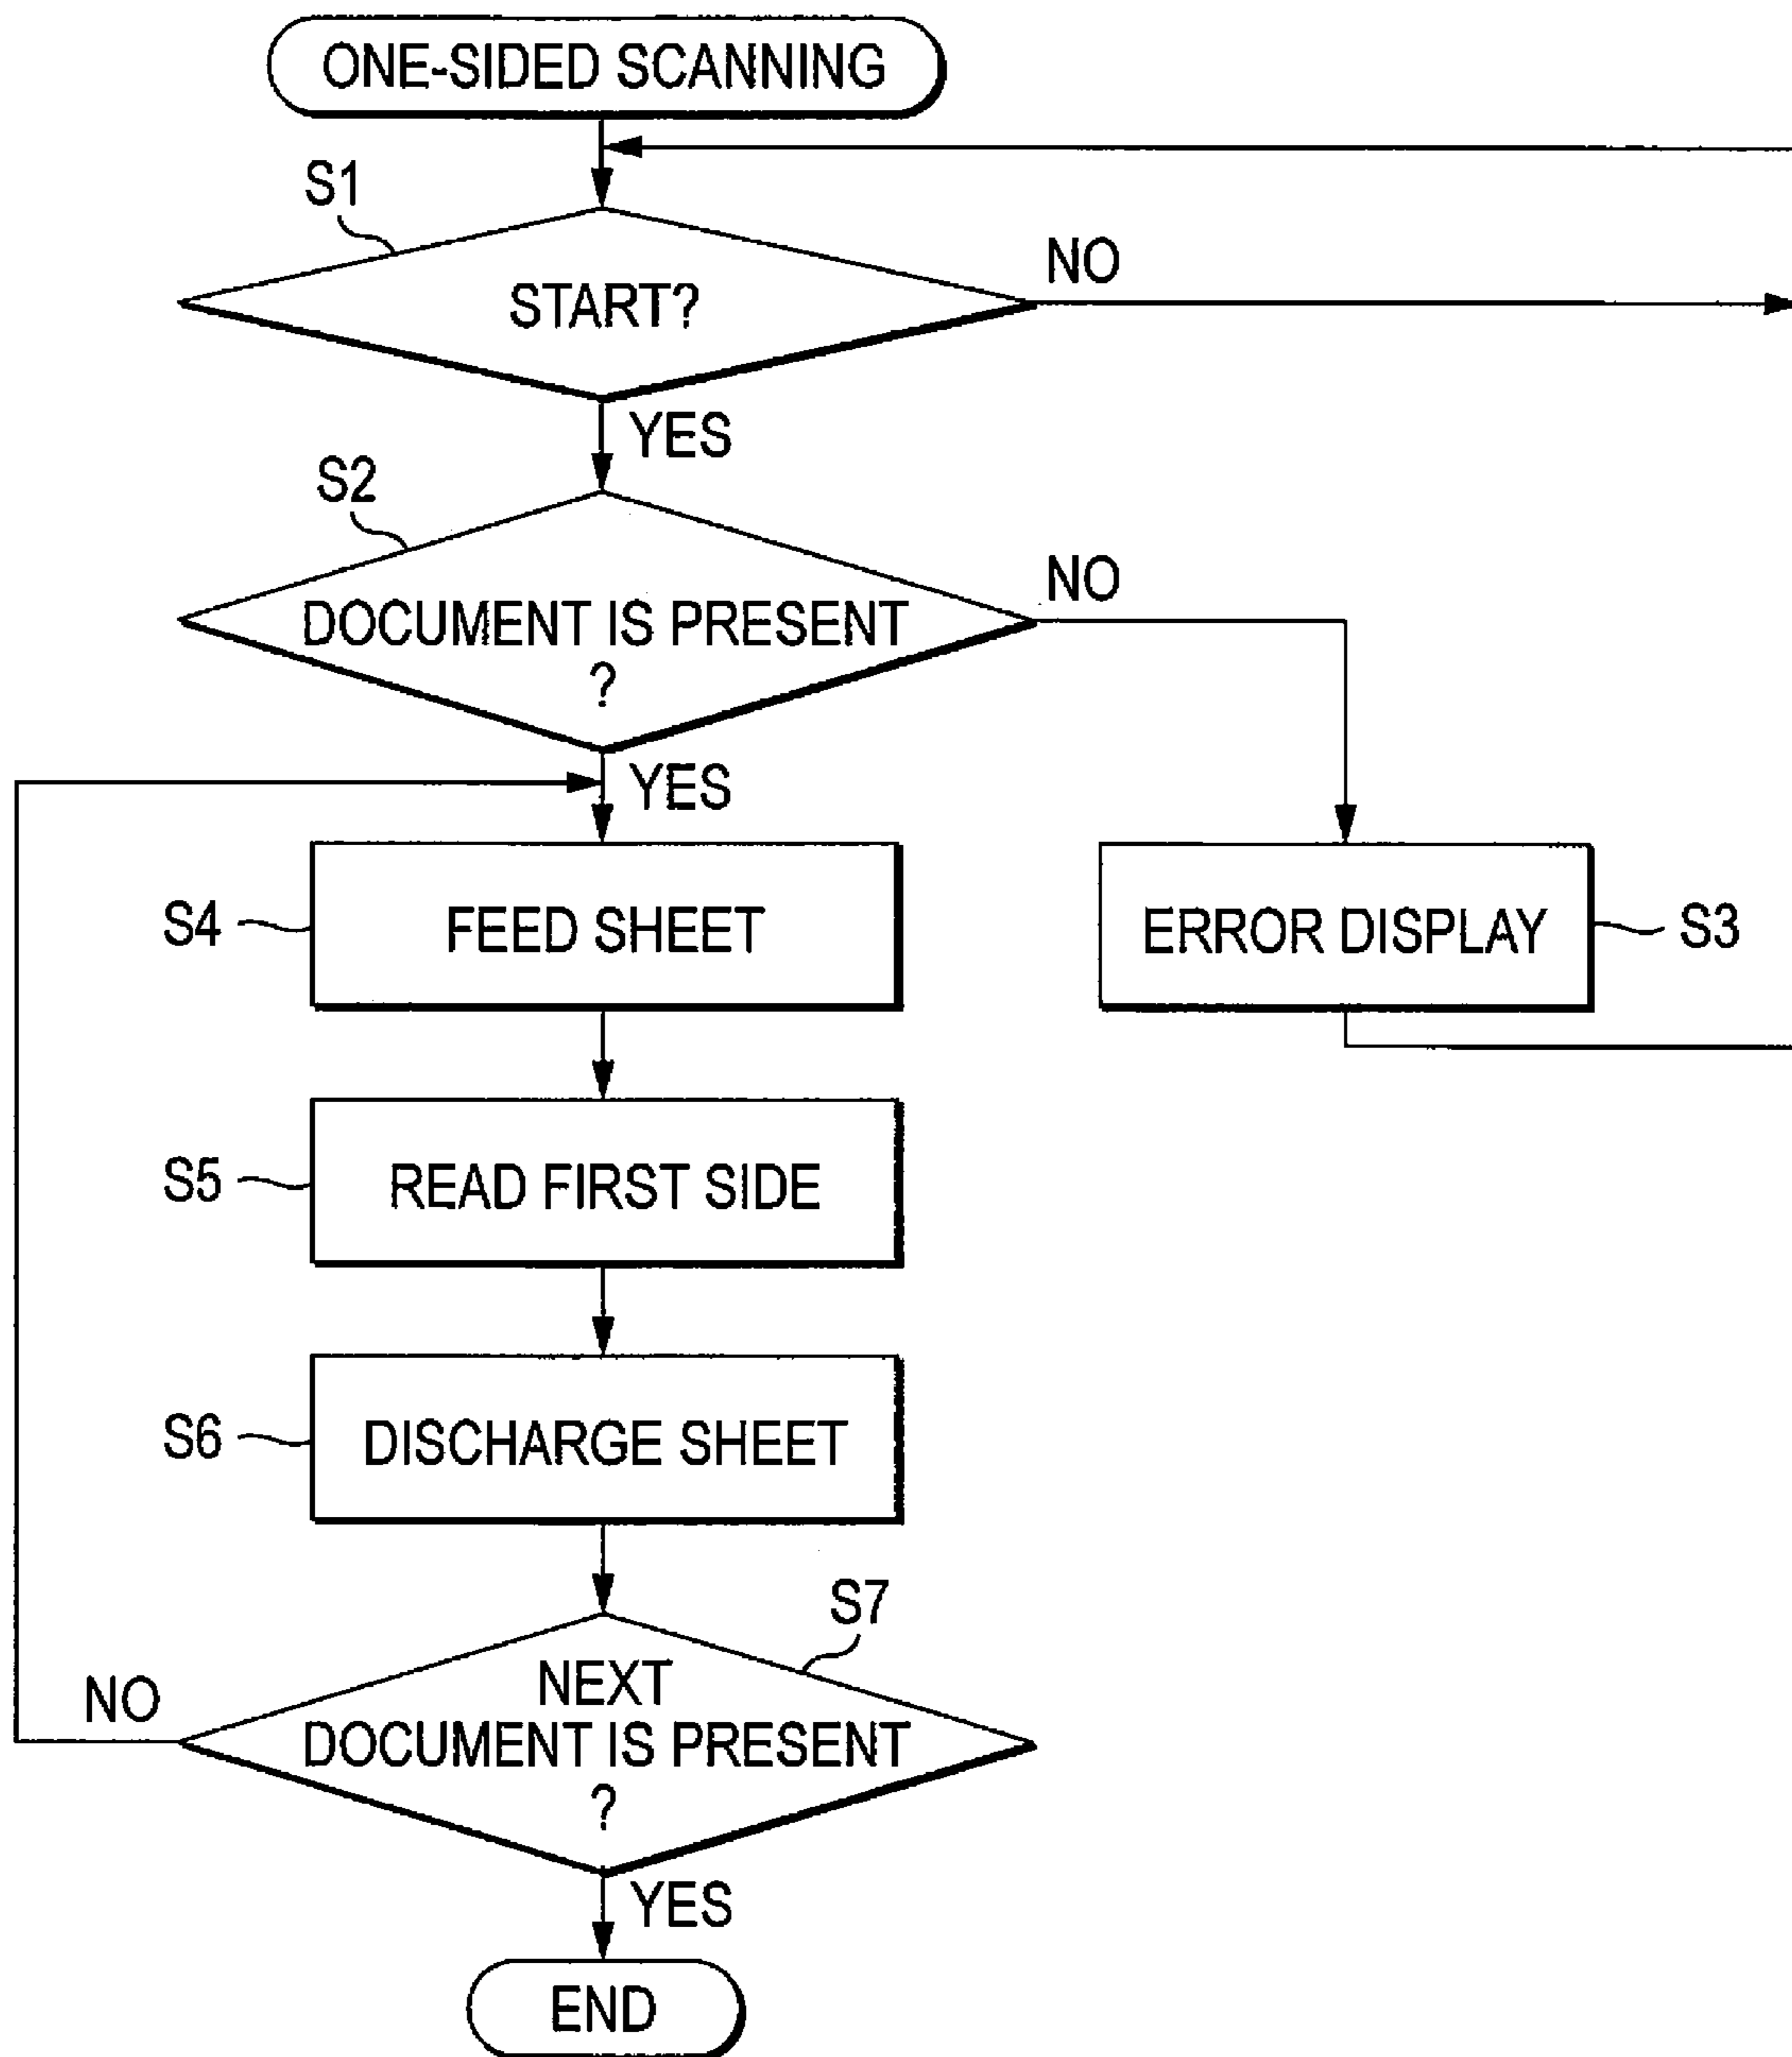 ONE-SIDED SCANNING
S1
START?
NO
YES
S2
DOCUMENT IS PRESENT
?
NO
YES
S4
FEED SHEET
ERROR DISPLAY
S3
S5
READ FIRST SIDE
S6
DISCHARGE SHEET
S7
NEXT
DOCUMENT IS PRESENT
?
NO
YES
END